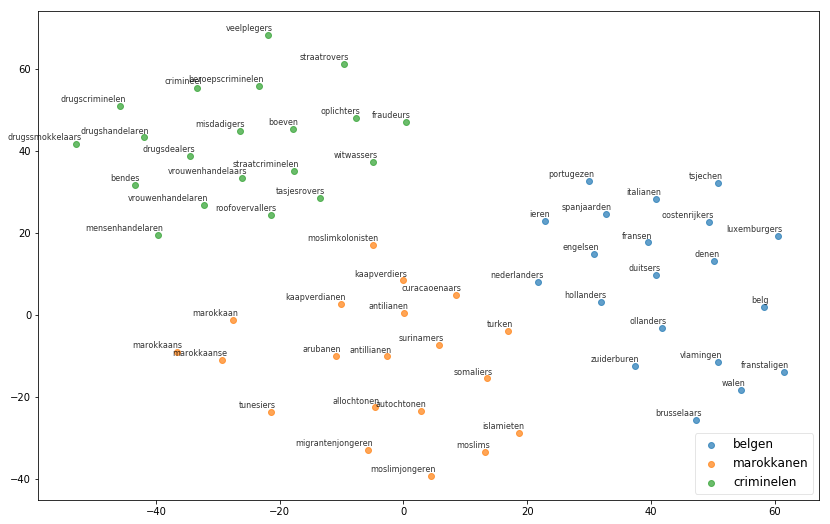 veelplegers
straatrovers
crimineel
beroepscriminelen
drugscriminelen
oplichters
fraudeurs
misdadigers
boeven
drugssmokkelaars
drugshandelaren
drugsdealers
witwassers
vrouwenhandelaars
straatcriminelen
bendes
vrouwenhandelaren
tasjesrovers
roofovervallers
mensenhandelaren
moslimkolonisten
portugezen
tsjechen
italianen
spanjaarden
oostenrijkers
ieren
fransen
luxemburgers
engelsen
denen
duitsers
nederlanders
hollanders
belg
ollanders
zuiderburen
vlamingen
franstaligen
walen
brusselaars
kaapverdiers
curacaoenaars
kaapverdianen
antilianen
marokkaan
turken
surinamers
marokkaans
marokkaanse
arubanen
antillianen
somaliers
tunesiers
allochtonen
autochtonen
islamieten
migrantenjongeren
moslims
moslimjongeren
60
40
20
0
−20
−40
−40
−20
0
20
40
60
belgen
marokkanen
criminelen